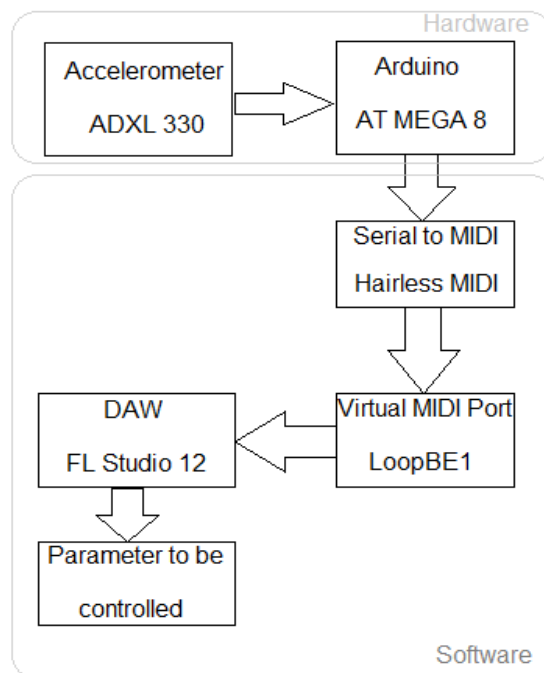 Hardware
Accelerometer
ADXL 330
Arduino
AT MEGA 8
Serial to MIDI
Hairless MIDI
Virtual MIDI Port
LoopBE1
DAW
FL Studio 12
Parameter to be
controlled
Software